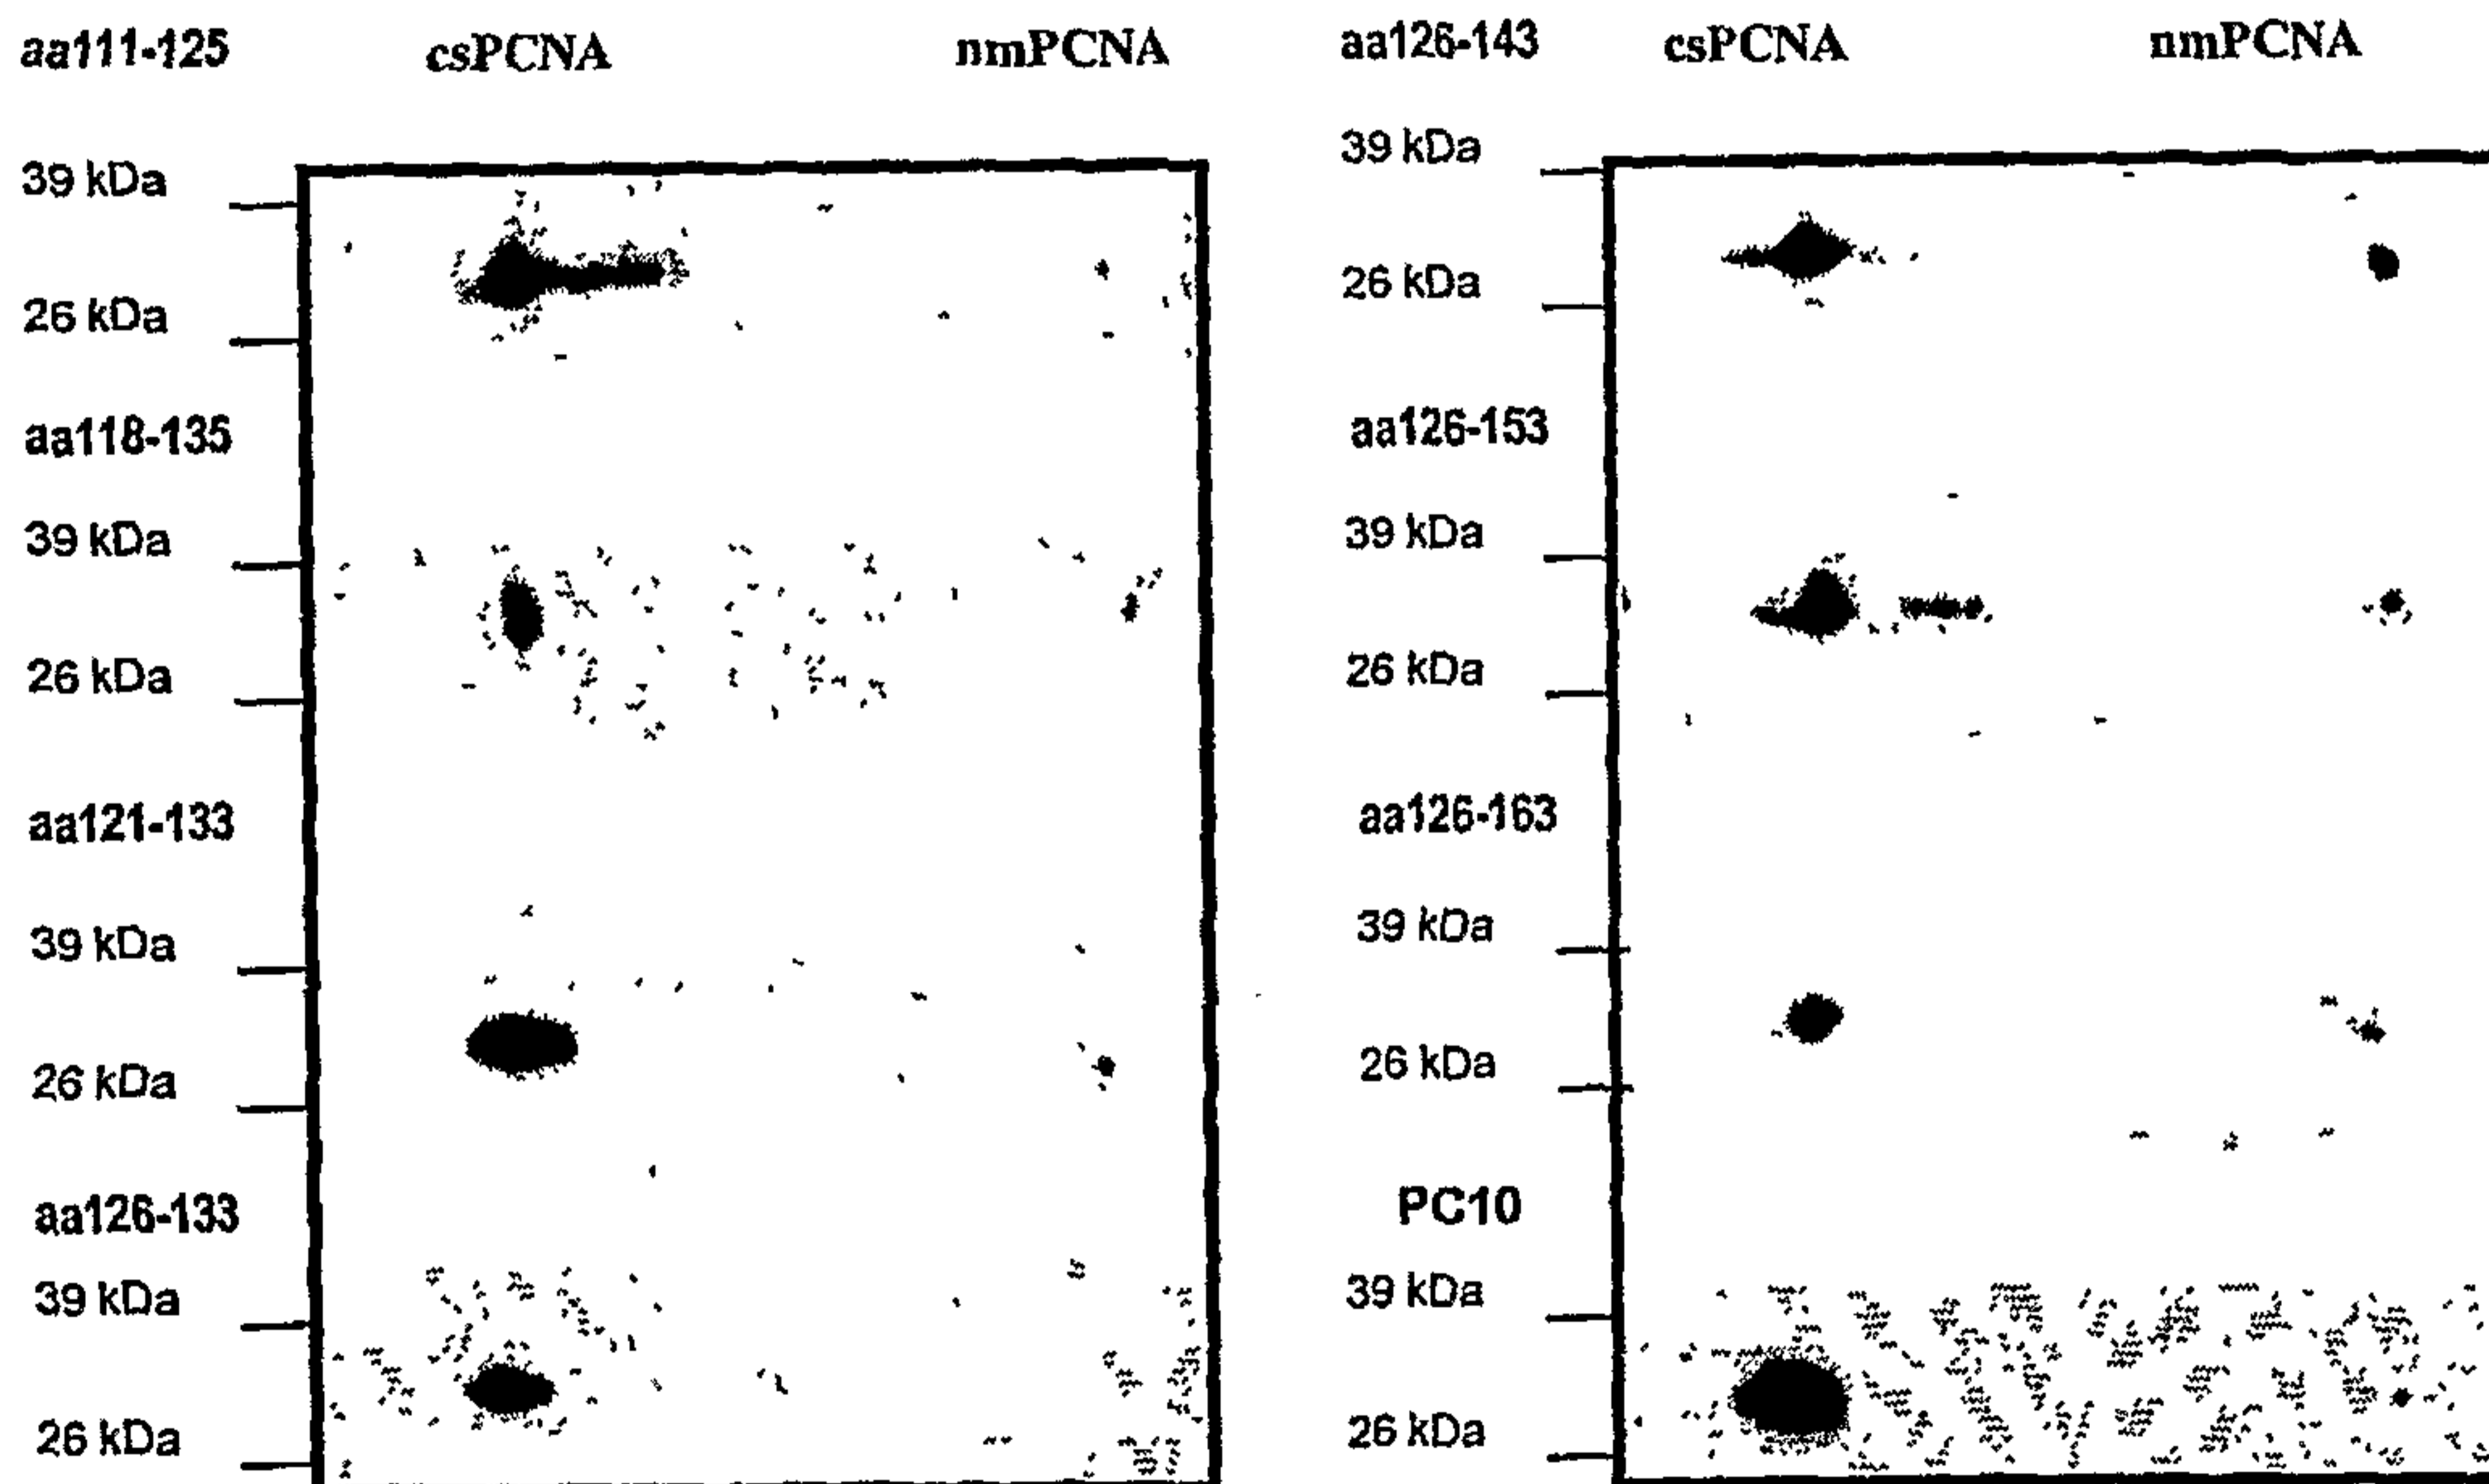 aa111-125 csPCNA nmPCNA
39 kDa
26 kDa
aa118-135
39 kDa
26 kDa
aa121-133
39 kDa
26 kDa
aa126-133
39 kDa
26 kDa
aa126-143 csPCNA nmPCNA
39 kDa
26 kDa
aa126-153
39 kDa
26 kDa
aa126-163
39 kDa
26 kDa
PC10
39 kDa
26 kDa